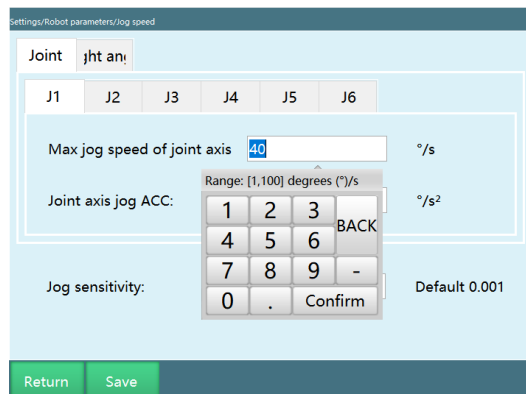 Settings/Robot parameters/Jog speed
Joint ght ang
J1 J2 J3 J4 J5 J6
Max jog speed of joint axis 40 °/s
Range: [1,100] degrees (°)/s
Joint axis jog ACC: °/s²
1 2 3 BACK
4 5 6
7 8 9 -
Jog sensitivity: Default 0.001
0 . Confirm
Return Save